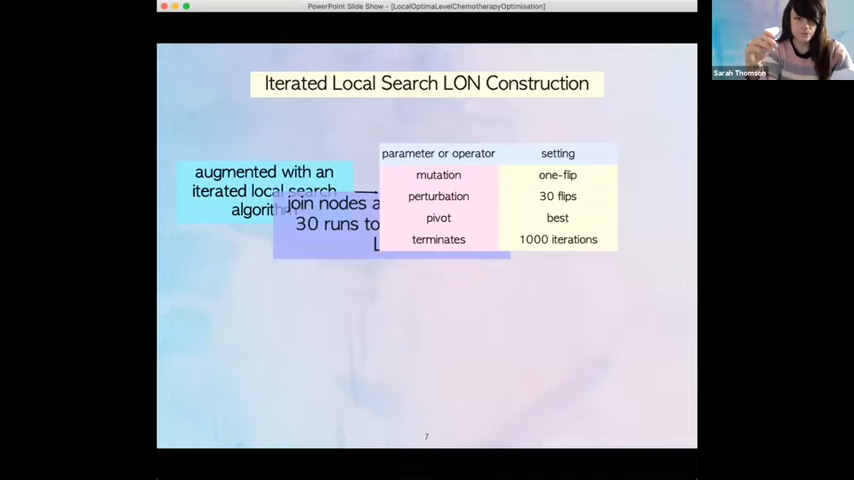 PowerPoint Slide Show - [LocalOptimaLevelChemotherapyOptimisation]
Sarah Thomson
Iterated Local Search LON Construction
augmented with an
iterated local search
algorithm
join nodes a
30 runs to
L
parameter or operator setting
mutation one-flip
perturbation 30 flips
pivot best
terminates 1000 iterations
7